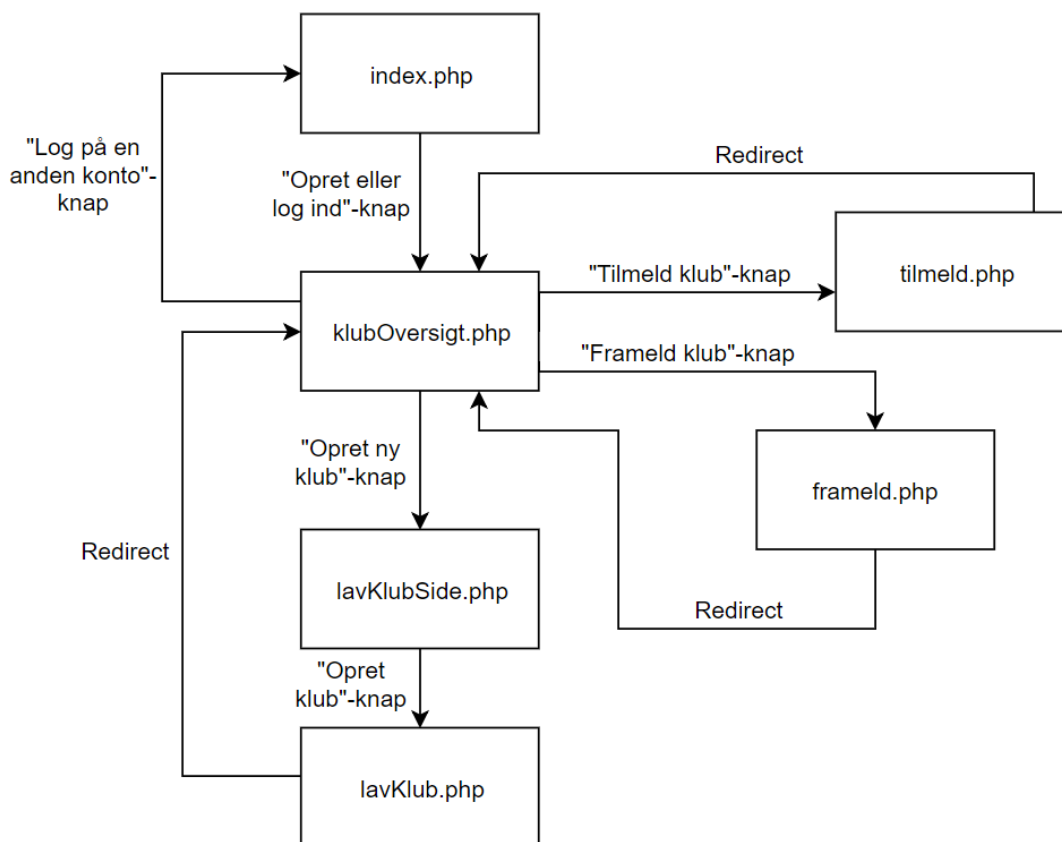 index.php
"Log på en
anden konto"-
knap
"Opret eller
log ind"-knap
Redirect
tilmeld.php
"Tilmeld klub"-knap
klubOversigt.php
"Frameld klub"-knap
"Opret ny
klub"-knap
frameld.php
Redirect
lavKlubSide.php
Redirect
"Opret
klub"-knap
lavKlub.php